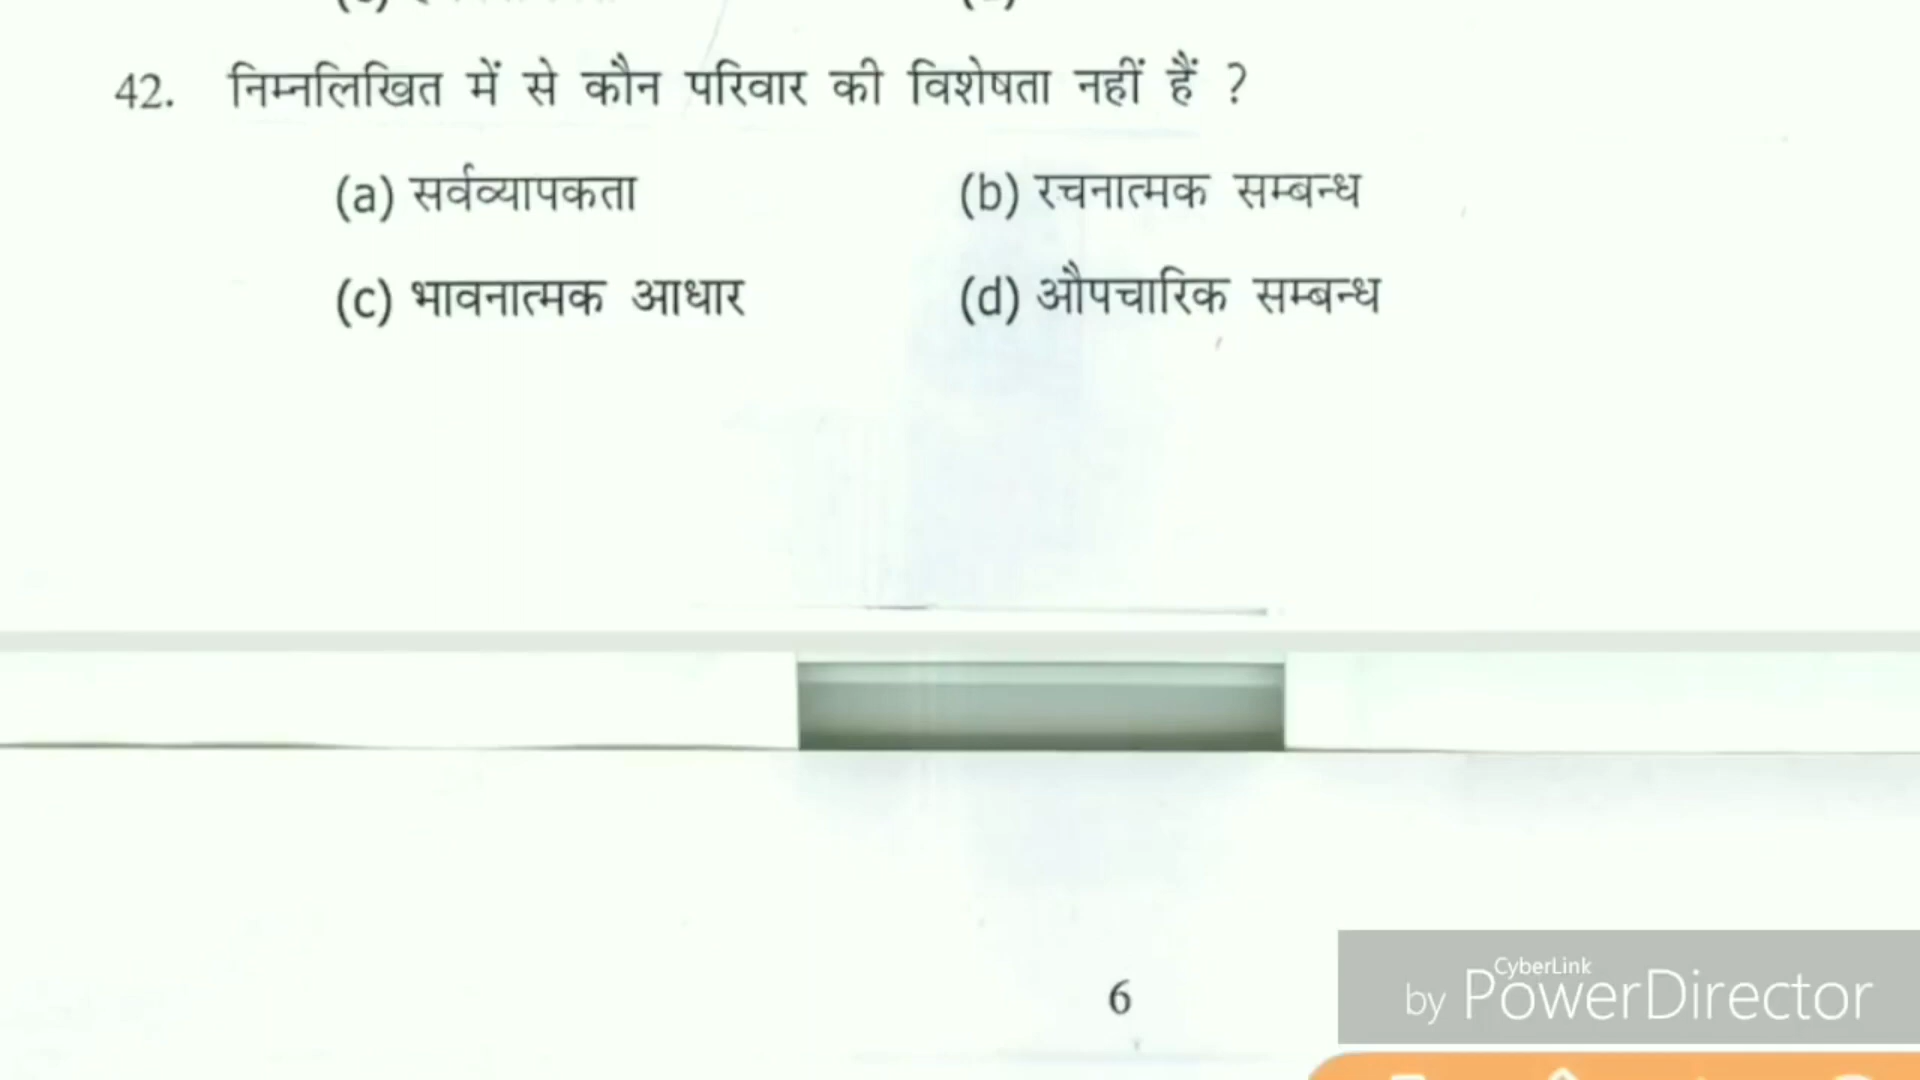 42. निम्नलिखित में से कौन परिवार की विशेषता नहीं हैं ?
(a) सर्वव्यापकता (b) रचनात्मक सम्बन्ध
(c) भावनात्मक आधार (d) औपचारिक सम्बन्ध
6
CyberLink
by PowerDirector